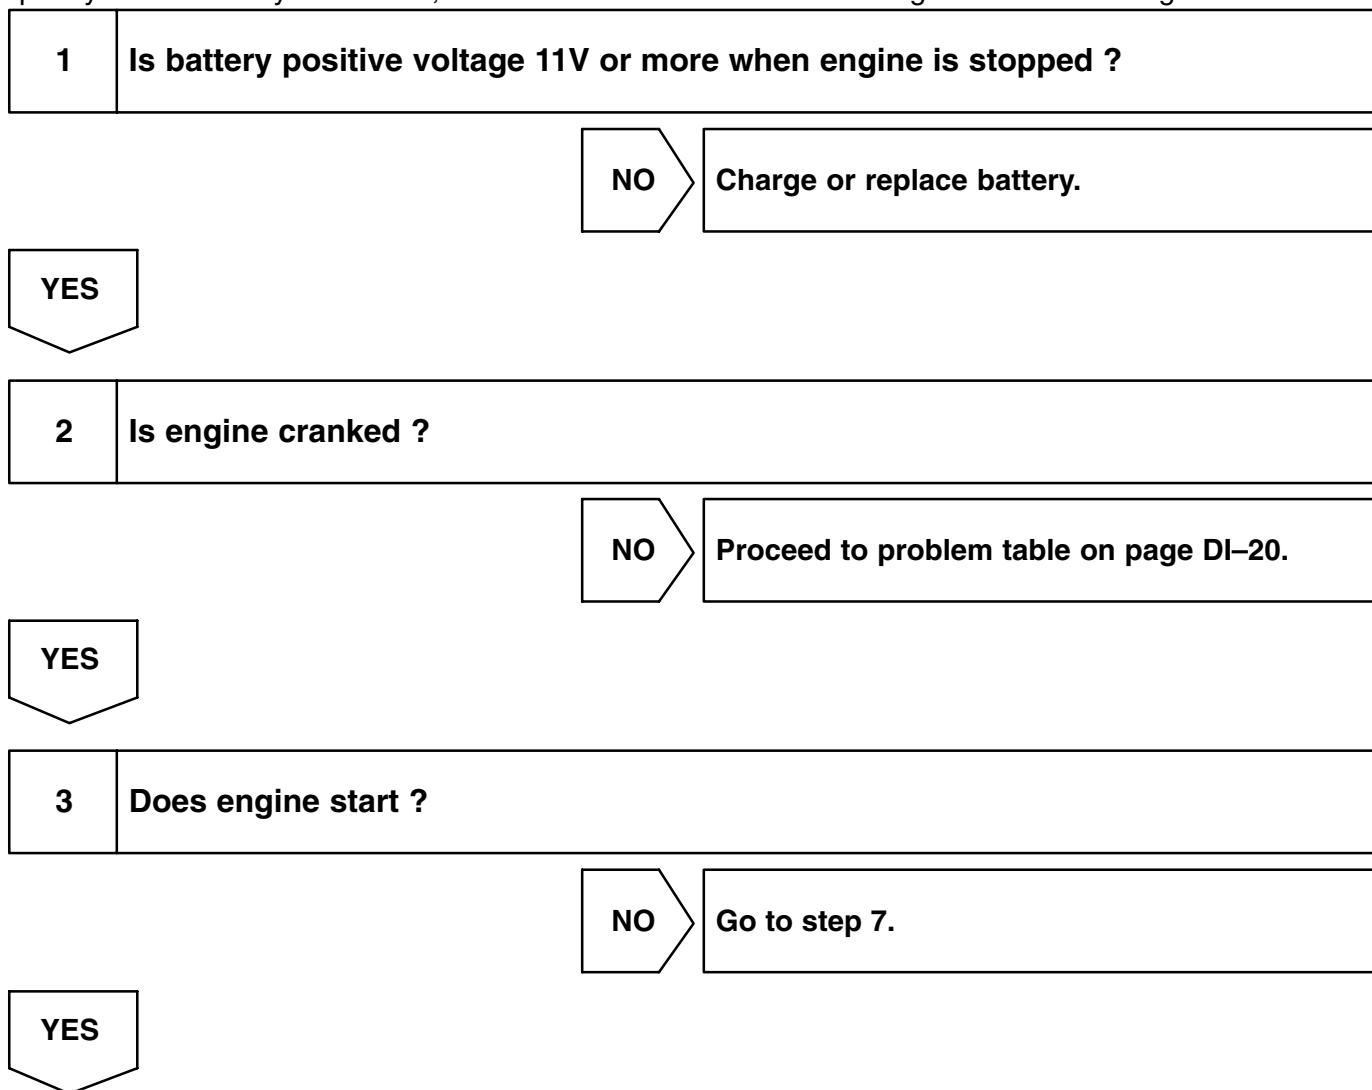 1 Is battery positive voltage 11V or more when engine is stopped ?
NO Charge or replace battery.
YES
2 Is engine cranked ?
NO Proceed to problem table on page DI–20.
YES
3 Does engine start ?
NO Go to step 7.
YES